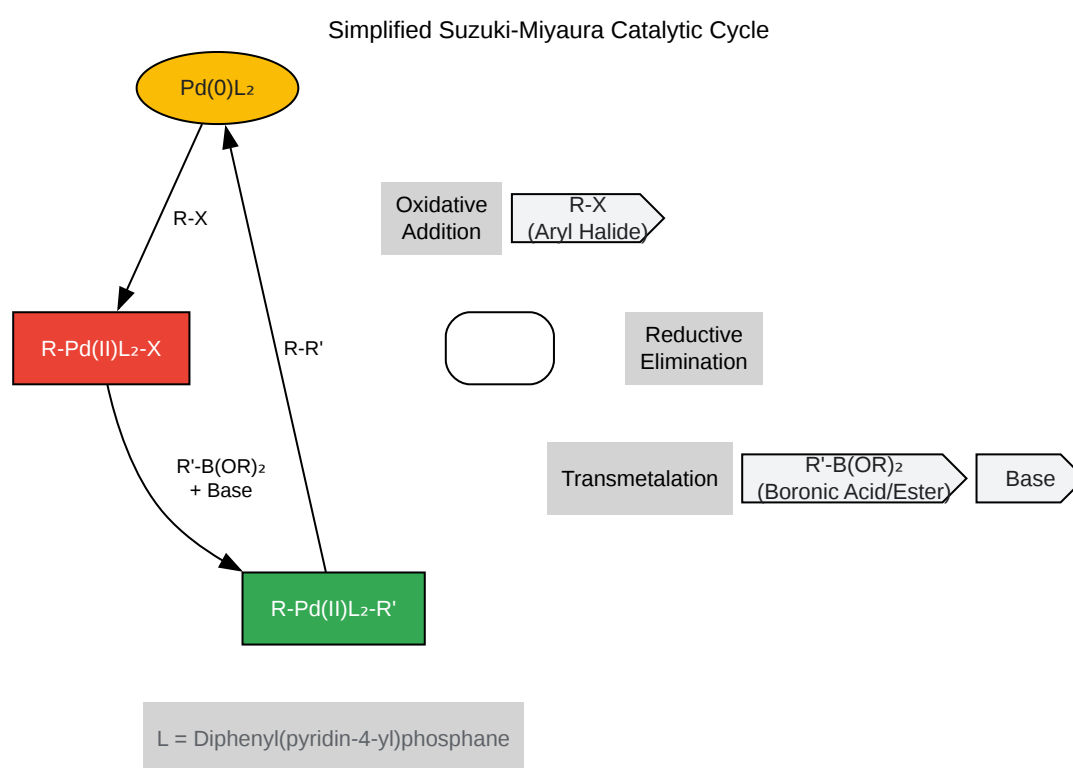 Simplified Suzuki-Miyaura Catalytic Cycle
Pd(0)L₂
R-X
Oxidative
Addition
R-X
(Aryl Halide)
R-Pd(II)L₂-X
R-R'
Reductive
Elimination
R'-B(OR)₂
+ Base
Transmetalation
R'-B(OR)₂
(Boronic Acid/Ester)
Base
R-Pd(II)L₂-R'
L = Diphenyl(pyridin-4-yl)phosphane